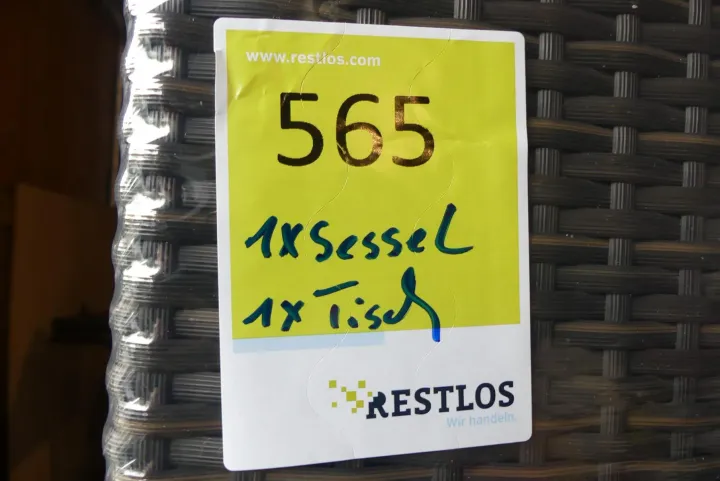 www.restlos.com
565
1x Sessel
1x Tisch
RESTLOS
Wir handeln.